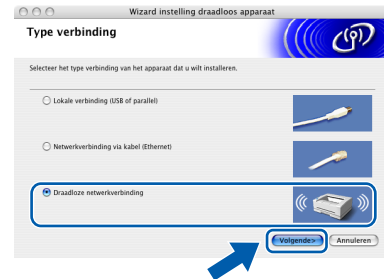 Wizard instelling draadloos apparaat
Type verbinding
Selecteer het type verbinding van het apparaat dat u wilt installeren.
Lokale verbinding (USB of parallel)
Netwerkverbinding via kabel (Ethernet)
Draadloze netwerkverbinding
Volgende> Annuleren